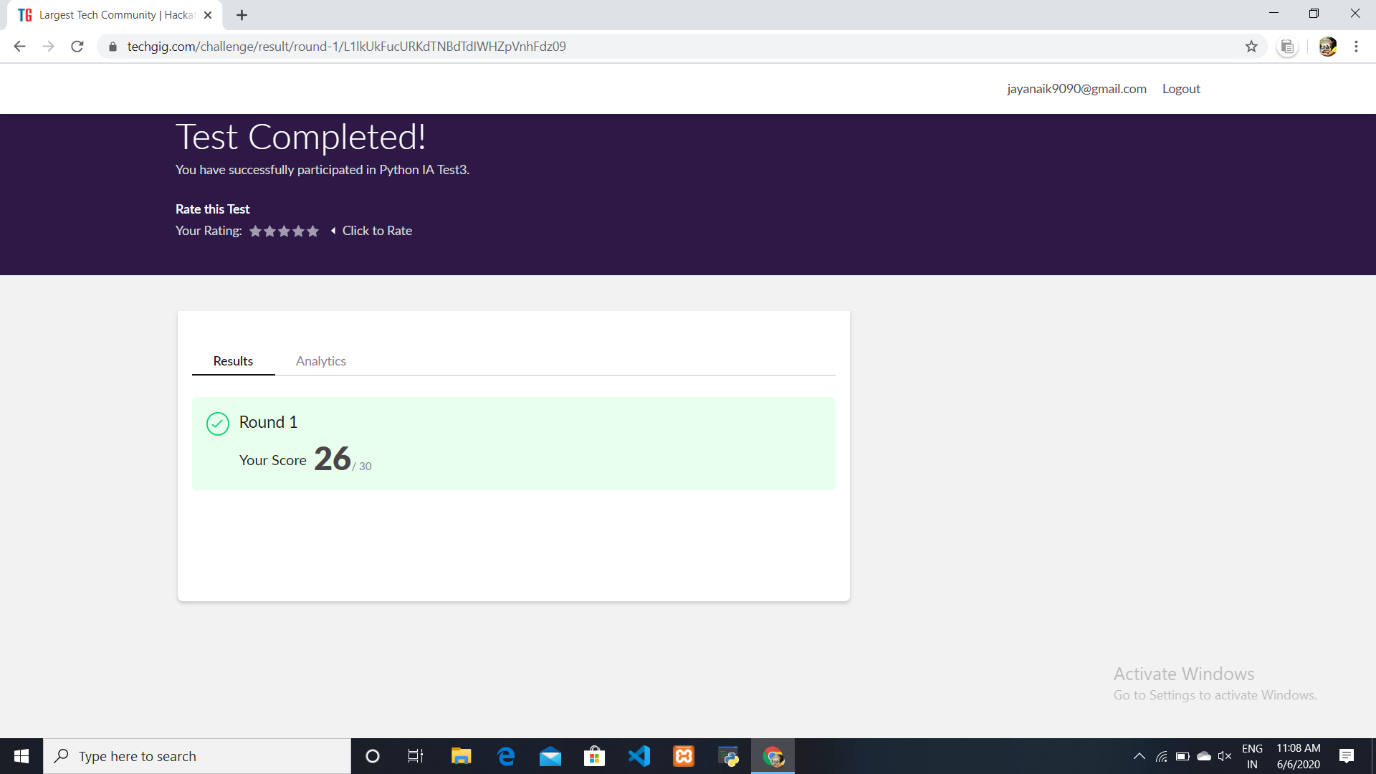 TG Largest Tech Community | Hacka
techgig.com/challenge/result/round-1/L1lkUkFucURKdTNBdTdIWHZpVnhFdz09
jayanaik9090@gmail.com Logout
Test Completed!
You have successfully participated in Python IA Test3.
Rate this Test
Your Rating: Click to Rate
Results Analytics
Round 1
Your Score 26 / 30
Activate Windows
Go to Settings to activate Windows.
Type here to search
ENG 11:08 AM
IN 6/6/2020